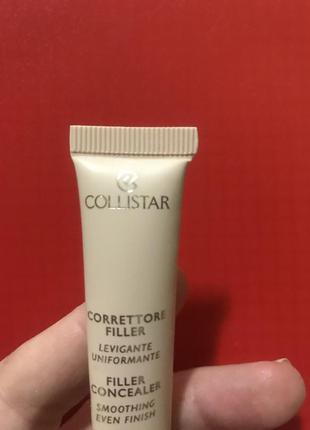 COLLISTAR
CORRETTORE
FILLER
LEVIGANTE
UNIFORMANTE
FILLER
CONCEALER
SMOOTHING
EVEN FINISH